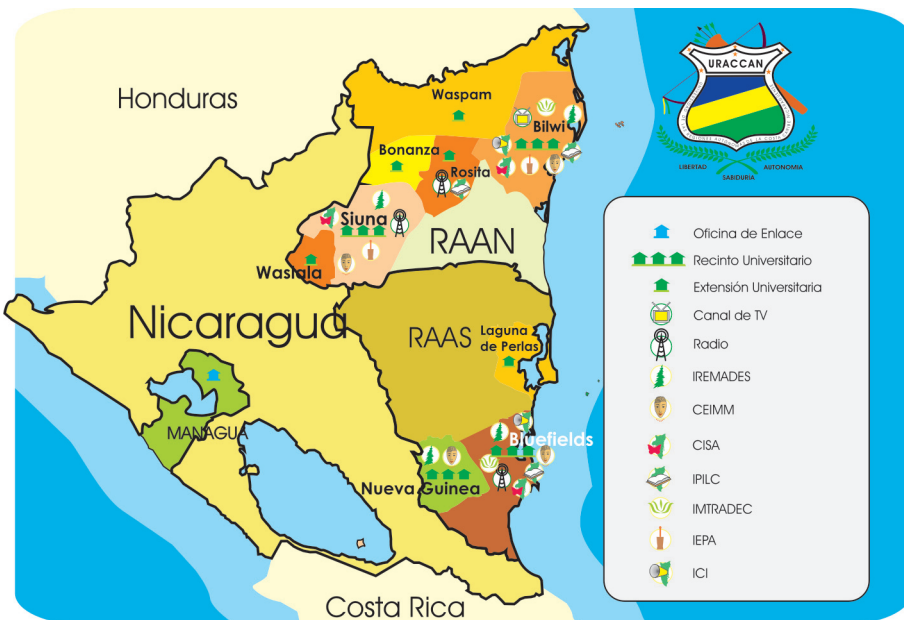 Honduras
Waspam
Bilwi
Bonanza
Rosita
Siuna
RAAN
Waslala
Nicaragua
RAAS
Laguna
de Perlas
MANAGUA
Bluefields
Nueva Guinea
Costa Rica
URACCAN
LIBERTAD
SABIDURIA
AUTONOMIA
Oficina de Enlace
Recinto Universitario
Extensión Universitaria
Canal de TV
Radio
IREMADES
CEIMM
CISA
IPILC
IMTRADEC
IEPA
ICI